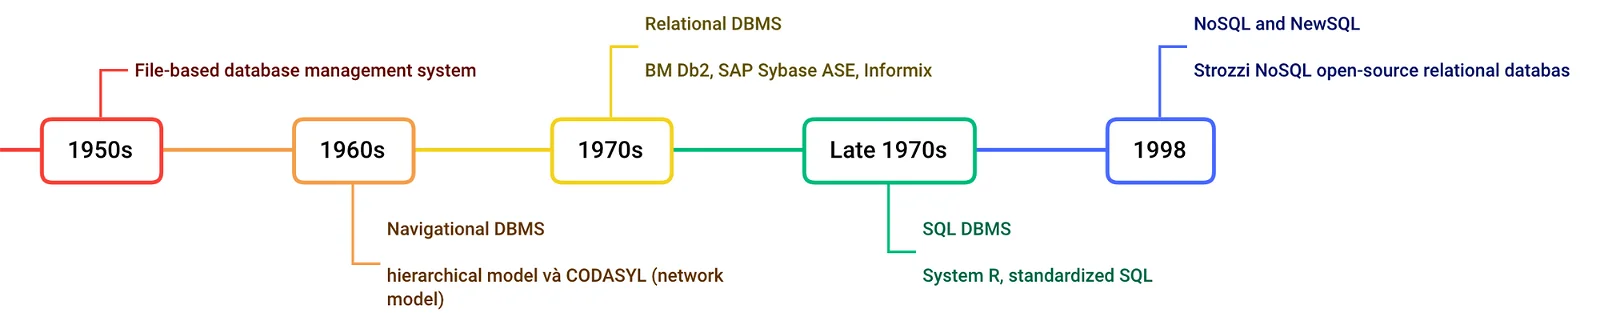 1950s
File-based database management system
1960s
Navigational DBMS
hierarchical model và CODASYL (network
model)
1970s
Relational DBMS
BM Db2, SAP Sybase ASE, Informix
Late 1970s
SQL DBMS
System R, standardized SQL
1998
NoSQL and NewSQL
Strozzi NoSQL open-source relational databas